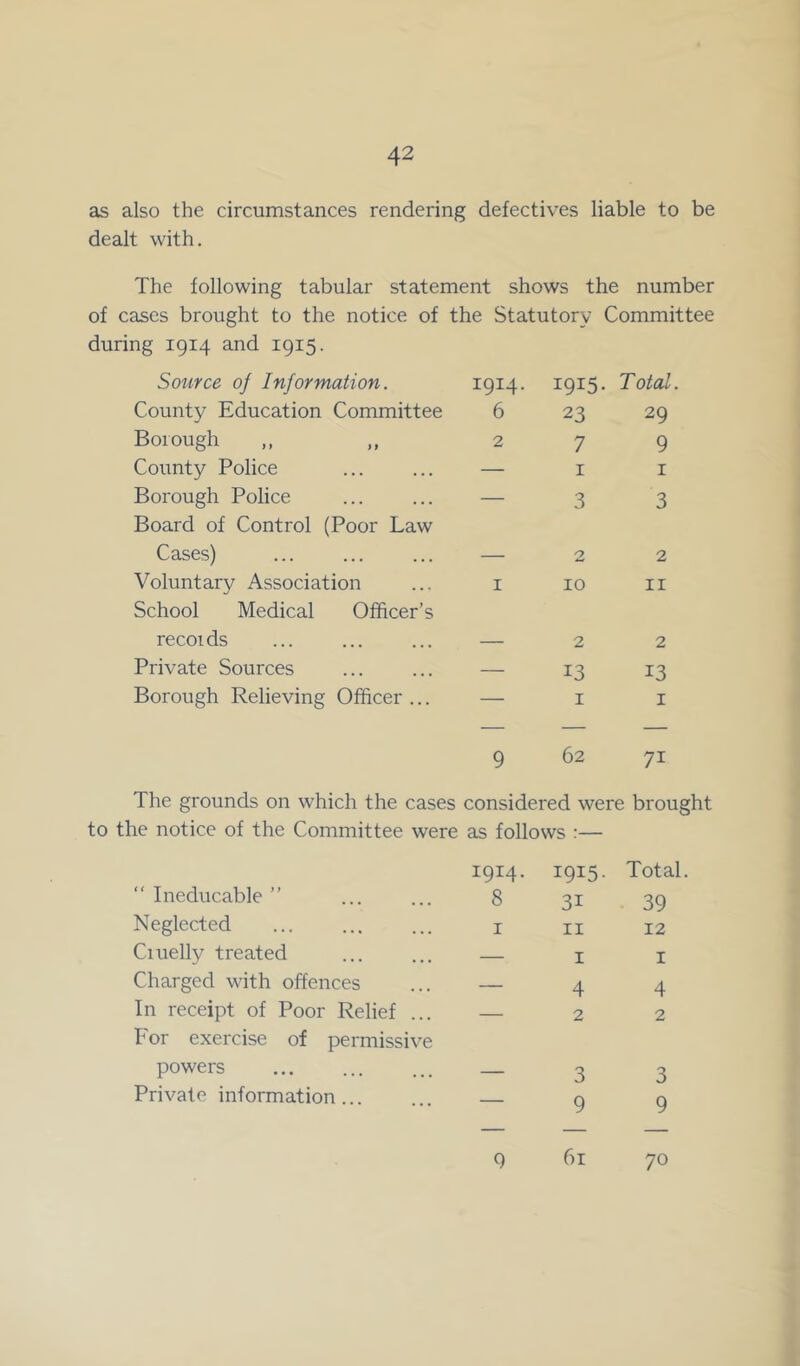 42
as also the circumstances rendering defectives liable to be
dealt with.
The following tabular statement shows the number
of cases brought to the notice of the Statutory Committee
during 1914 and 1915.
Source of Information. 1914. 1915. Total.
County Education Committee 6 23 29
Borough ,, ,, 2 7 9
County Police ... ... — 1 1
Borough Police ... ... — 3 3
Board of Control (Poor Law
Cases) ... ... ... — 2 2
Voluntary Association ... 1 10 11
School Medical Officer's
records ... ... ... — 2 2
Private Sources ... ... — 13 13
Borough Relieving Officer ... — 1 1
— — —
9 62 71
The grounds on which the cases considered were brought
to the notice of the Committee were as follows :—
1914. 1915. Total.
“ Ineducable ” ... ... 8 31 39
Neglected ... ... ... 1 11 12
Cruelly treated ... ... — 1 1
Charged with offences ... — 4 4
In receipt of Poor Relief ... — 2 2
For exercise of permissive
powers ... ... ... — 3 3
Private information ... ... — 9 9
— — —
9 61 70